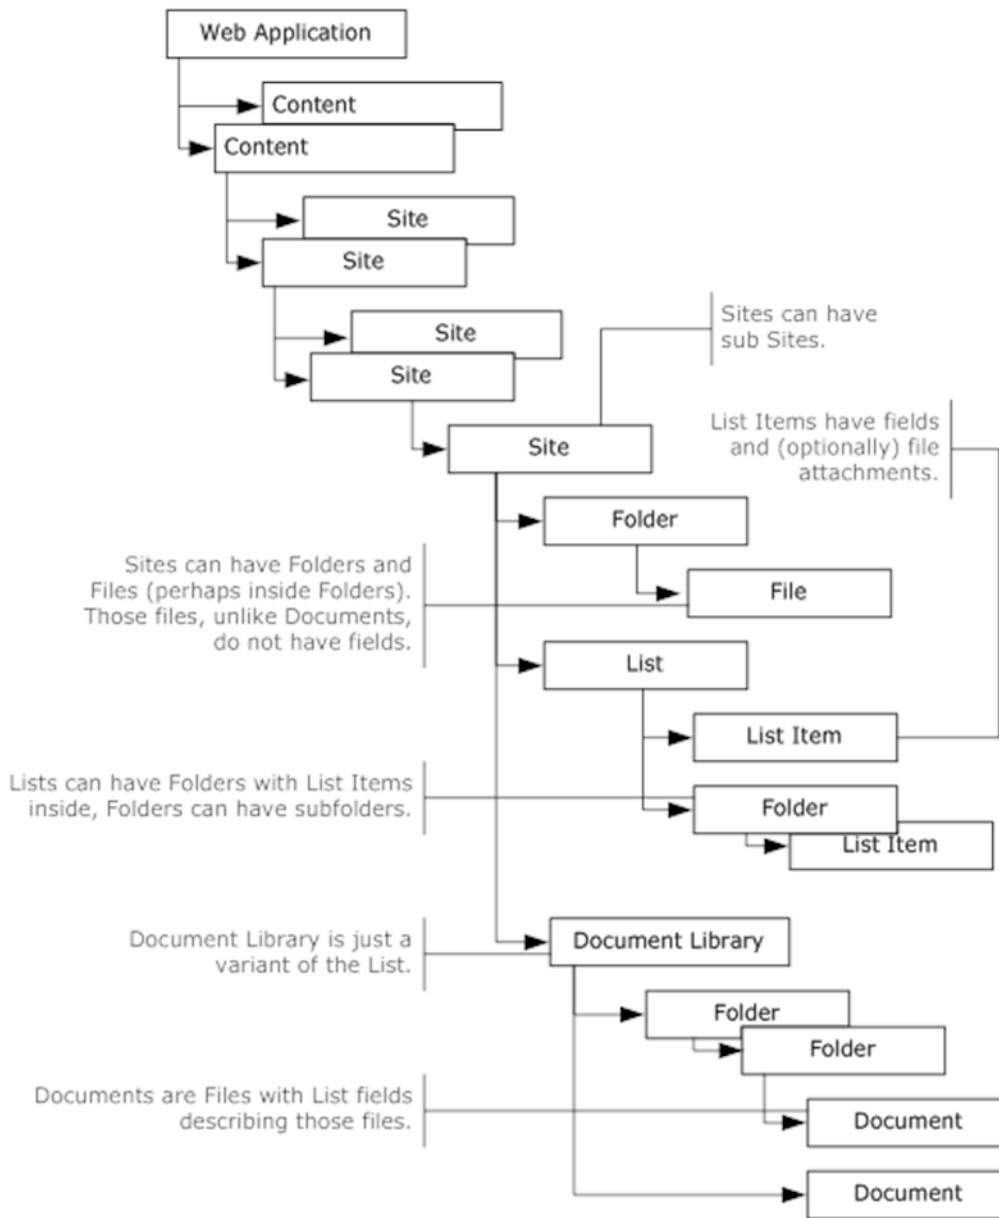 Web Application
Content
Content
Site
Site
Site
Site
Sites can have
sub Sites.
List Items have fields
and (optionally) file
attachments.
Site
Folder
Sites can have Folders and
Files (perhaps inside Folders).
Those files, unlike Documents,
do not have fields.
File
List
List Item
Lists can have Folders with List Items
inside, Folders can have subfolders.
Folder
List Item
Document Library is just a
variant of the List.
Document Library
Folder
Folder
Documents are Files with List fields
describing those files.
Document
Document